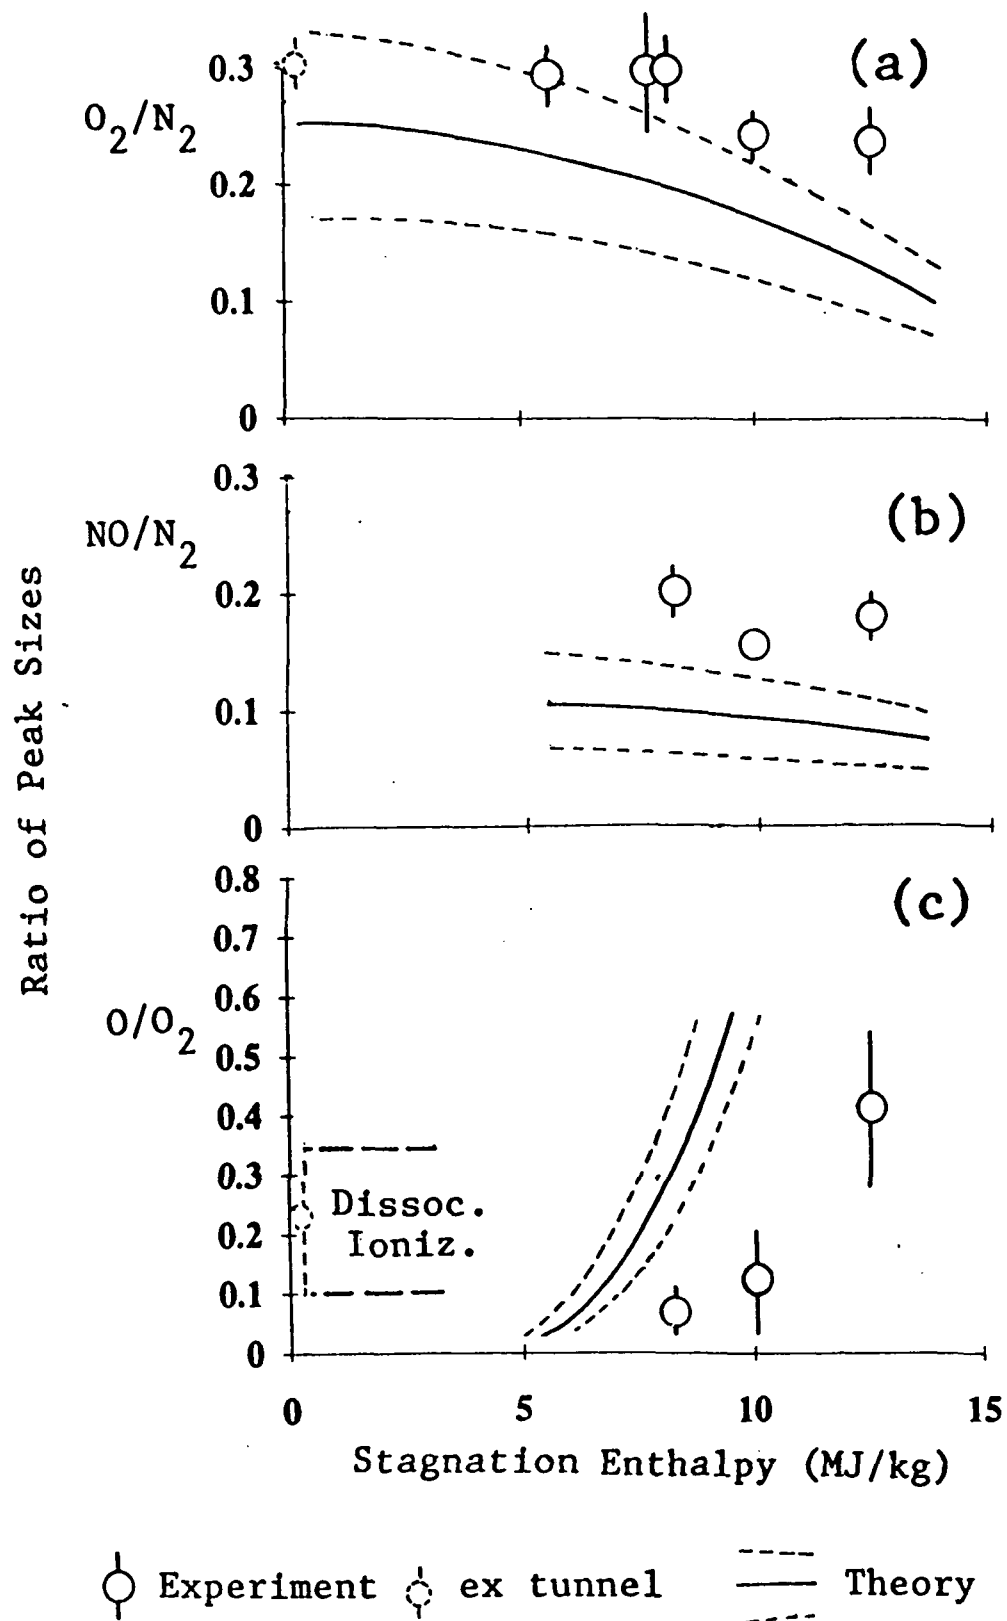 (a)
0.3
O2/N2
0.2
0.1
0
0.3
(b)
NO/N2
0.2
0.1
0
Ratio of Peak Sizes
0.8
(c)
0.7
0.6
O/O2
0.5
0.4
0.3
Dissoc.
0.2
Ioniz.
0.1
0
0 5 10 15
Stagnation Enthalpy (MJ/kg)
Experiment ex tunnel Theory